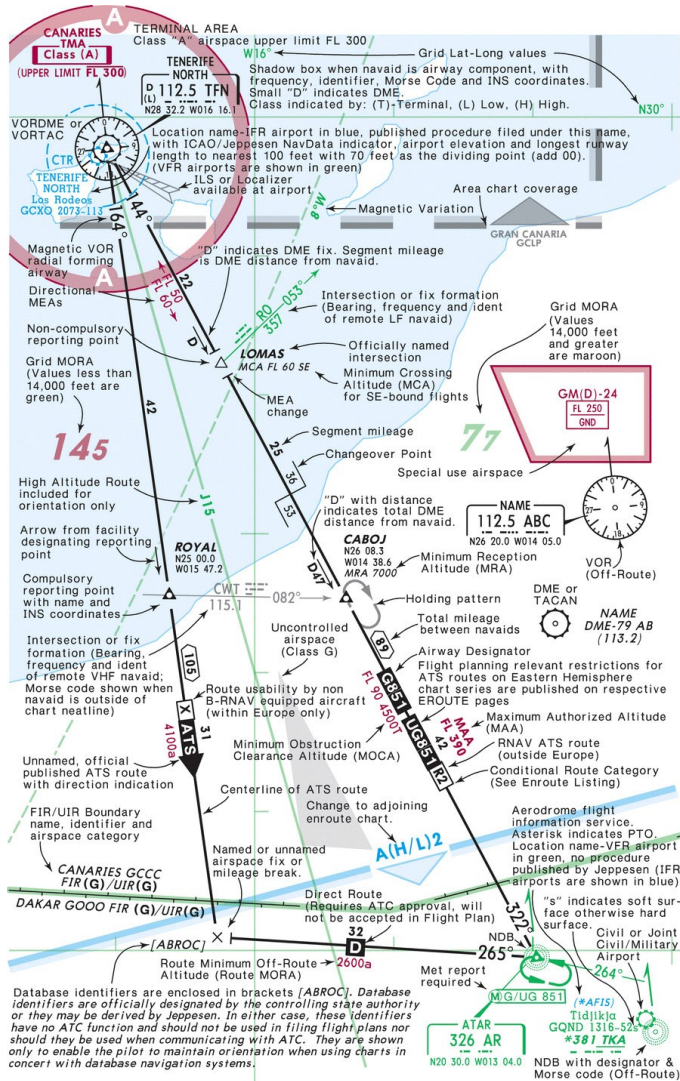 CANARIES
TMA
Class (A)
(UPPER LIMIT FL 300)
A
TERMINAL AREA
Class "A" airspace upper limit FL 300
W16°
Grid Lat-Long values
N30°
TENERIFE
NORTH
D
(L)
112.5 TFN
N28 32.2 W016 16.1
Shadow box when navaid is airway component, with
frequency, identifier, Morse Code and INS coordinates.
Small "D" indicates DME.
Class indicated by: (T)-Terminal, (L) Low, (H) High.
VORDME or
VORTAC
CTR
TENERIFE
NORTH
Los Rodeos
GCXO 2073-113
Location name-IFR airport in blue, published procedure filed under this name,
with ICAO/Jeppesen NavData indicator, airport elevation and longest runway
length to nearest 100 feet with 70 feet as the dividing point (add 00).
(VFR airports are shown in green)
ILS or Localizer
available at airport
8°W
Magnetic Variation
Area chart coverage
GRAN CANARIA
GCLP
164°
144°
Magnetic VOR
radial forming
airway
A
"D" indicates DME fix. Segment mileage
is DME distance from navaid.
22
FL 50
FL 60
Directional
MEAs
RO
357 053°
Intersection or fix formation
(Bearing, frequency and ident
of remote LF navaid)
Grid MORA
(Values
14,000 feet
and greater
are maroon)
Non-compulsory
reporting point
D
LOMAS
MCA FL 60 SE
Officially named
intersection
Minimum Crossing
Altitude (MCA)
for SE-bound flights
Grid MORA
(Values less than
14,000 feet are
green)
145
42
MEA
change
25
Segment mileage
36
53
Changeover Point
77
GM(D)-24
FL 250
GND
Special use airspace
High Altitude Route
included for
orientation only
J15
"D" with distance
indicates total DME
distance from navaid.
NAME
112.5 ABC
N26 20.0 W014 05.0
VOR
(Off-Route)
Arrow from facility
designating reporting
point
ROYAL
N25 00.0
W015 47.2
D47
CABOJ
N26 08.3
W014 38.6
MRA 7000
Minimum Reception
Altitude (MRA)
Compulsory
reporting point
with name and
INS coordinates
CWT
115.1
082°
Holding pattern
DME or
TACAN
NAME
DME-79 AB
(113.2)
Intersection or fix
formation (Bearing,
frequency and ident
of remote VHF navaid;
Morse code shown when
navaid is outside of
chart neatline)
Uncontrolled
airspace
(Class G)
89
Total mileage
between navaids
Airway Designator
Flight planning relevant restrictions for
ATS routes on Eastern Hemisphere
chart series are published on respective
EROUTE pages
105
Route usability by non
B-RNAV equipped aircraft
(within Europe only)
G851
UG851
R2
FL 90 4500T
MAA
FL 390
42
Maximum Authorized Altitude
(MAA)
RNAV ATS route
(outside Europe)
Conditional Route Category
(See Enroute Listing)
X ATS
31
4100a
Minimum Obstruction
Clearance Altitude (MOCA)
Unnamed, official
published ATS route
with direction indication
Centerline of ATS route
Change to adjoining
enroute chart.
A(H/L)2
FIR/UIR Boundary
name, identifier and
airspace category
Named or unnamed
airspace fix or
mileage break.
CANARIES GCCC
FIR(G)/UIR(G)
DAKAR GOOO FIR (G)/UIR(G)
Aerodrome flight
information service.
Asterisk indicates PTO.
Location name-VFR airport
in green, no procedure
published by Jeppesen (IFR
airports are shown in blue)
Direct Route
(Requires ATC approval, will
not be accepted in Flight Plan)
322°
"s" indicates soft sur-
face otherwise hard
surface.
[ABROC]
32
D
2600a
265°
NDB
Route Minimum Off-Route
Altitude (Route MORA)
Met report
required
M G/UG 851
264°
Civil or Joint
Civil/Military
Airport
(*AFIS)
Tidjikja
GQND 1316-52s
*381 TKA
ATAR
326 AR
N20 30.0 W013 04.0
NDB with designator &
Morse code (Off-Route)
Database identifiers are enclosed in brackets [ABROC]. Database
identifiers are officially designated by the controlling state authority
or they may be derived by Jeppesen. In either case, these identifiers
have no ATC function and should not be used in filing flight plans nor
should they be used when communicating with ATC. They are shown
only to enable the pilot to maintain orientation when using charts in
concert with database navigation systems.